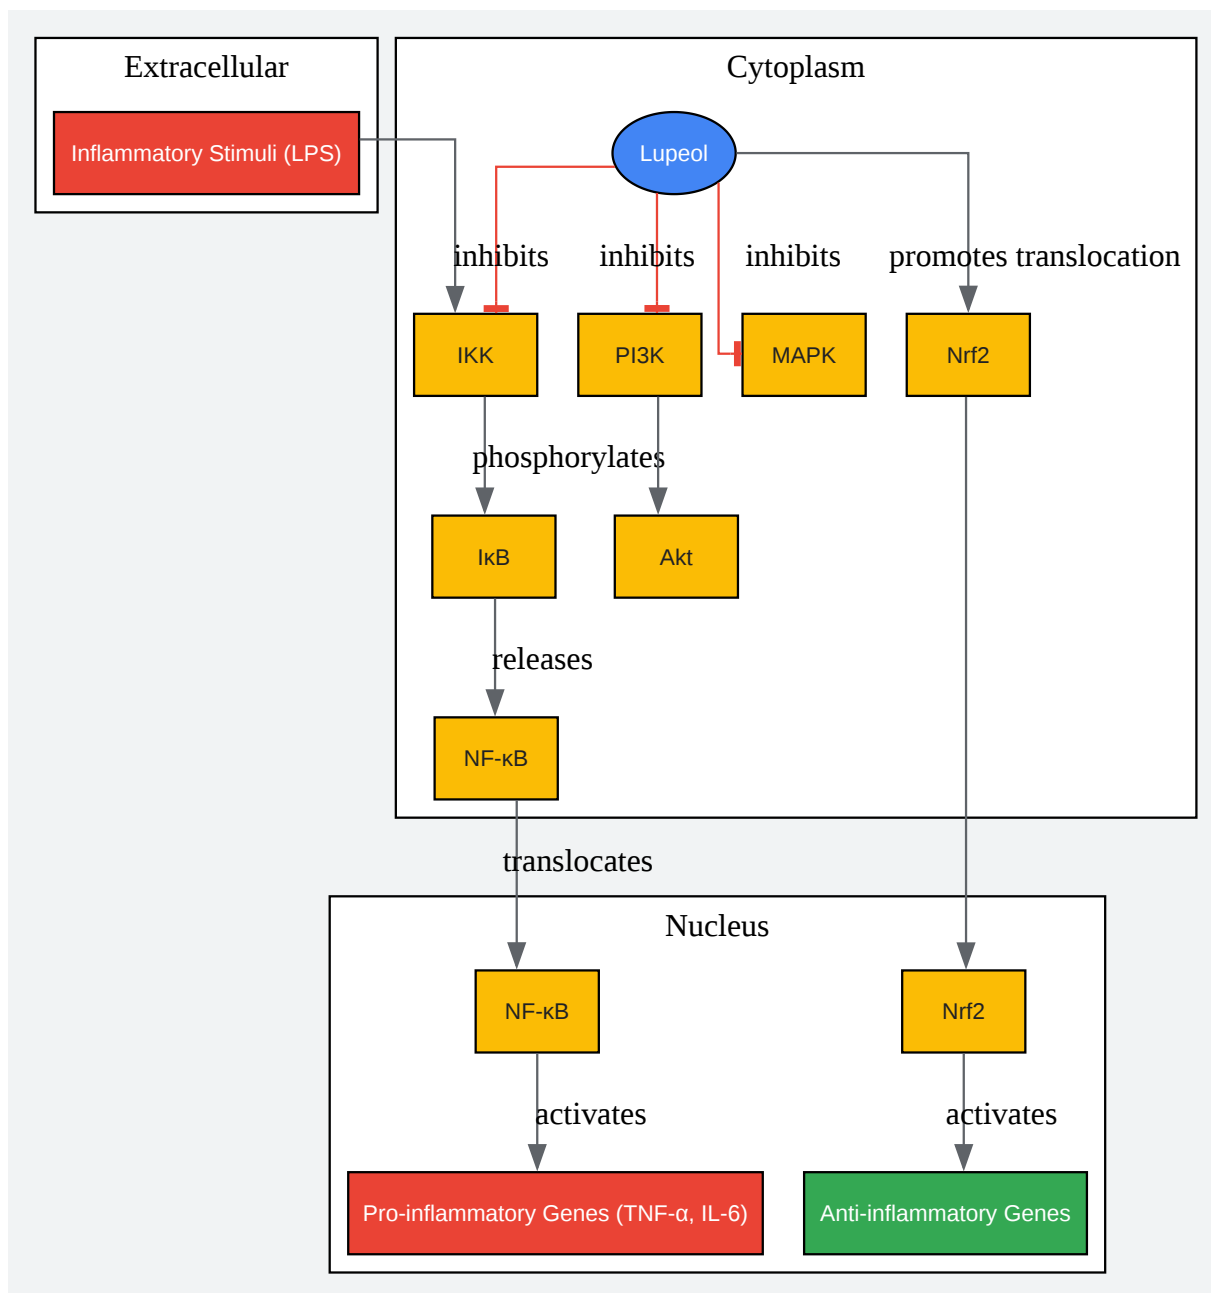 Extracellular
Cytoplasm
Inflammatory Stimuli (LPS)
Lupeol
inhibits
inhibits
inhibits
promotes translocation
IKK
PI3K
MAPK
Nrf2
phosphorylates
IκB
Akt
releases
NF-κB
translocates
Nucleus
NF-κB
Nrf2
activates
activates
Pro-inflammatory Genes (TNF-α, IL-6)
Anti-inflammatory Genes